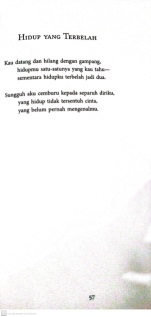 Hidup yang Terbelah
Kau datang dan hilang dengan gampang,
hidupmu satu-satunya yang kau tahu—
sementara hidupku terbelah jadi dua.
Sungguh aku cemburu kepada separuh diriku,
yang hidup tidak tersentuh cinta,
yang belum pernah mengenalmu.
57